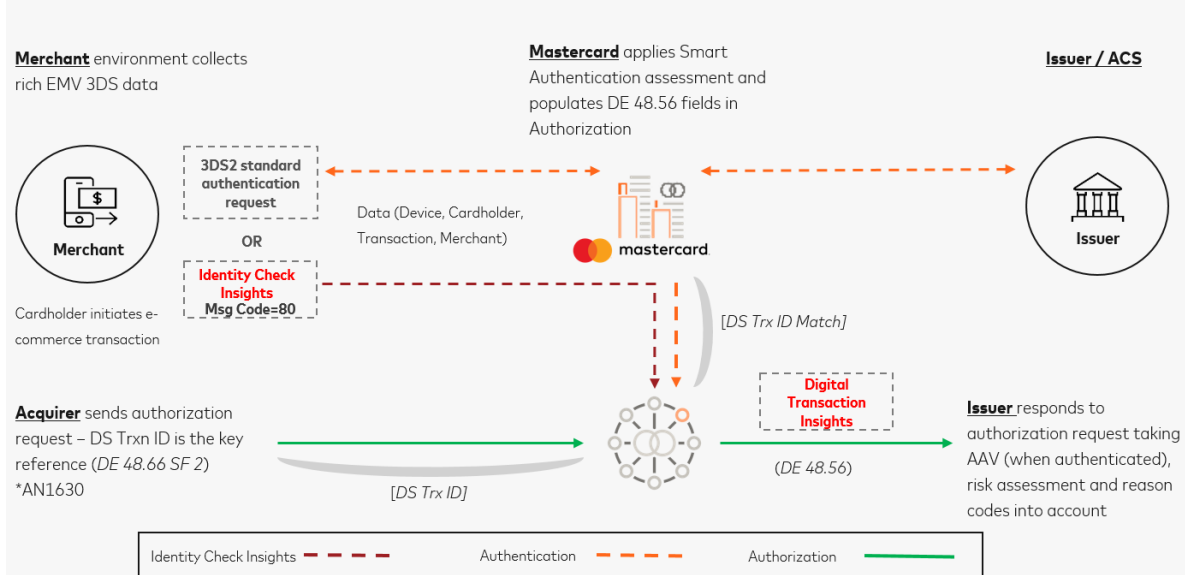 Merchant environment collects
rich EMV 3DS data
Mastercard applies Smart
Authentication assessment and
populates DE 48.56 fields in
Authorization
Issuer / ACS
3DS2 standard
authentication
request
OR
Identity Check
Insights
Msg Code=80
Data (Device, Cardholder,
Transaction, Merchant)
$
Merchant
mastercard
Issuer
Cardholder initiates e-
commerce transaction
[DS Trx ID Match]
Digital
Transaction
Insights
Acquirer sends authorization
request – DS Trxn ID is the key
reference (DE 48.66 SF 2)
*AN1630
[DS Trx ID]
(DE 48.56)
Issuer responds to
authorization request taking
AAV (when authenticated),
risk assessment and reason
codes into account
Identity Check Insights
Authentication
Authorization